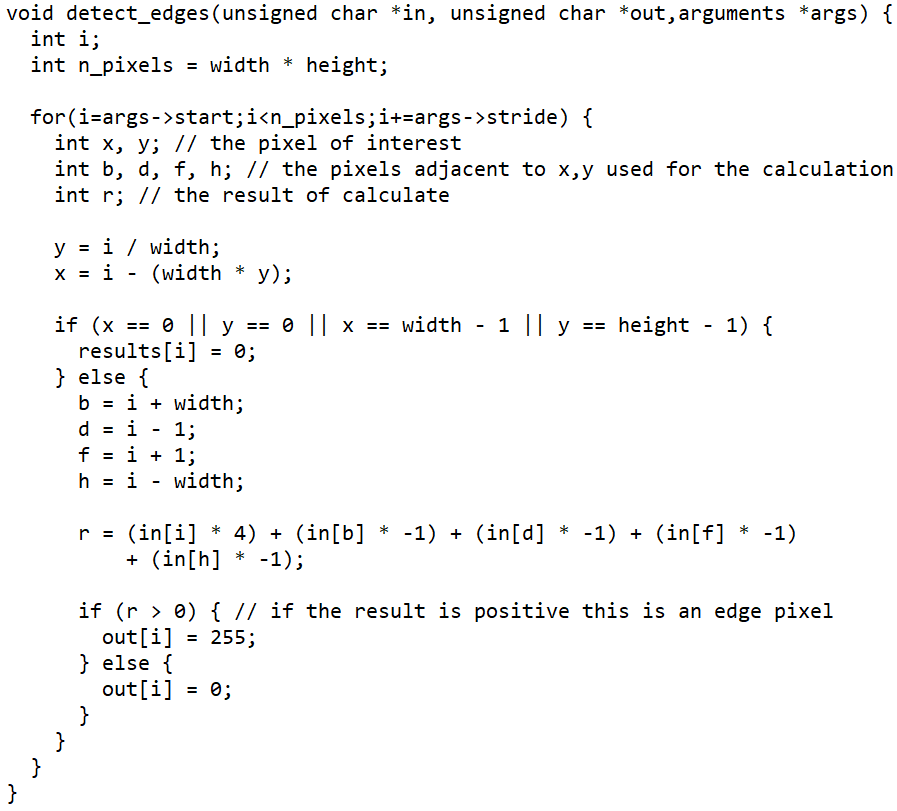 void detect_edges(unsigned char *in, unsigned char *out,arguments *args) {
  int i;
  int n_pixels = width * height;

  for(i=args->start;i<n_pixels;i+=args->stride) {
    int x, y; // the pixel of interest
    int b, d, f, h; // the pixels adjacent to x,y used for the calculation
    int r; // the result of calculate

    y = i / width;
    x = i - (width * y);

    if (x == 0 || y == 0 || x == width - 1 || y == height - 1) {
      results[i] = 0;
    } else {
      b = i + width;
      d = i - 1;
      f = i + 1;
      h = i - width;

      r = (in[i] * 4) + (in[b] * -1) + (in[d] * -1) + (in[f] * -1)
          + (in[h] * -1);

      if (r > 0) { // if the result is positive this is an edge pixel
        out[i] = 255;
      } else {
        out[i] = 0;
      }
    }
  }
}